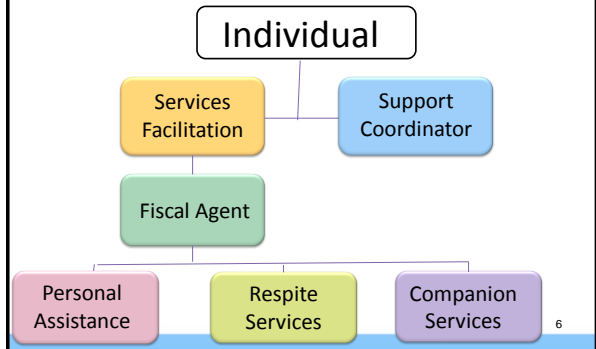 Individual
Services
Facilitation
Support
Coordinator
Fiscal Agent
Personal
Assistance
Respite
Services
Companion
Services
6